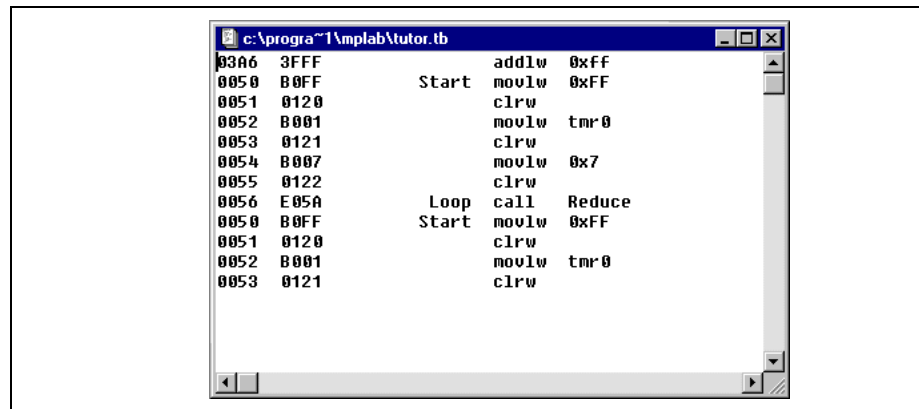 c:\progra~1\mplab\tutor.tb
03A6 3FFF addlw 0xff
0050 B0FF Start movlw 0xFF
0051 0120 clrw
0052 B001 movlw tmr0
0053 0121 clrw
0054 B007 movlw 0x7
0055 0122 clrw
0056 E05A Loop call Reduce
0050 B0FF Start movlw 0xFF
0051 0120 clrw
0052 B001 movlw tmr0
0053 0121 clrw